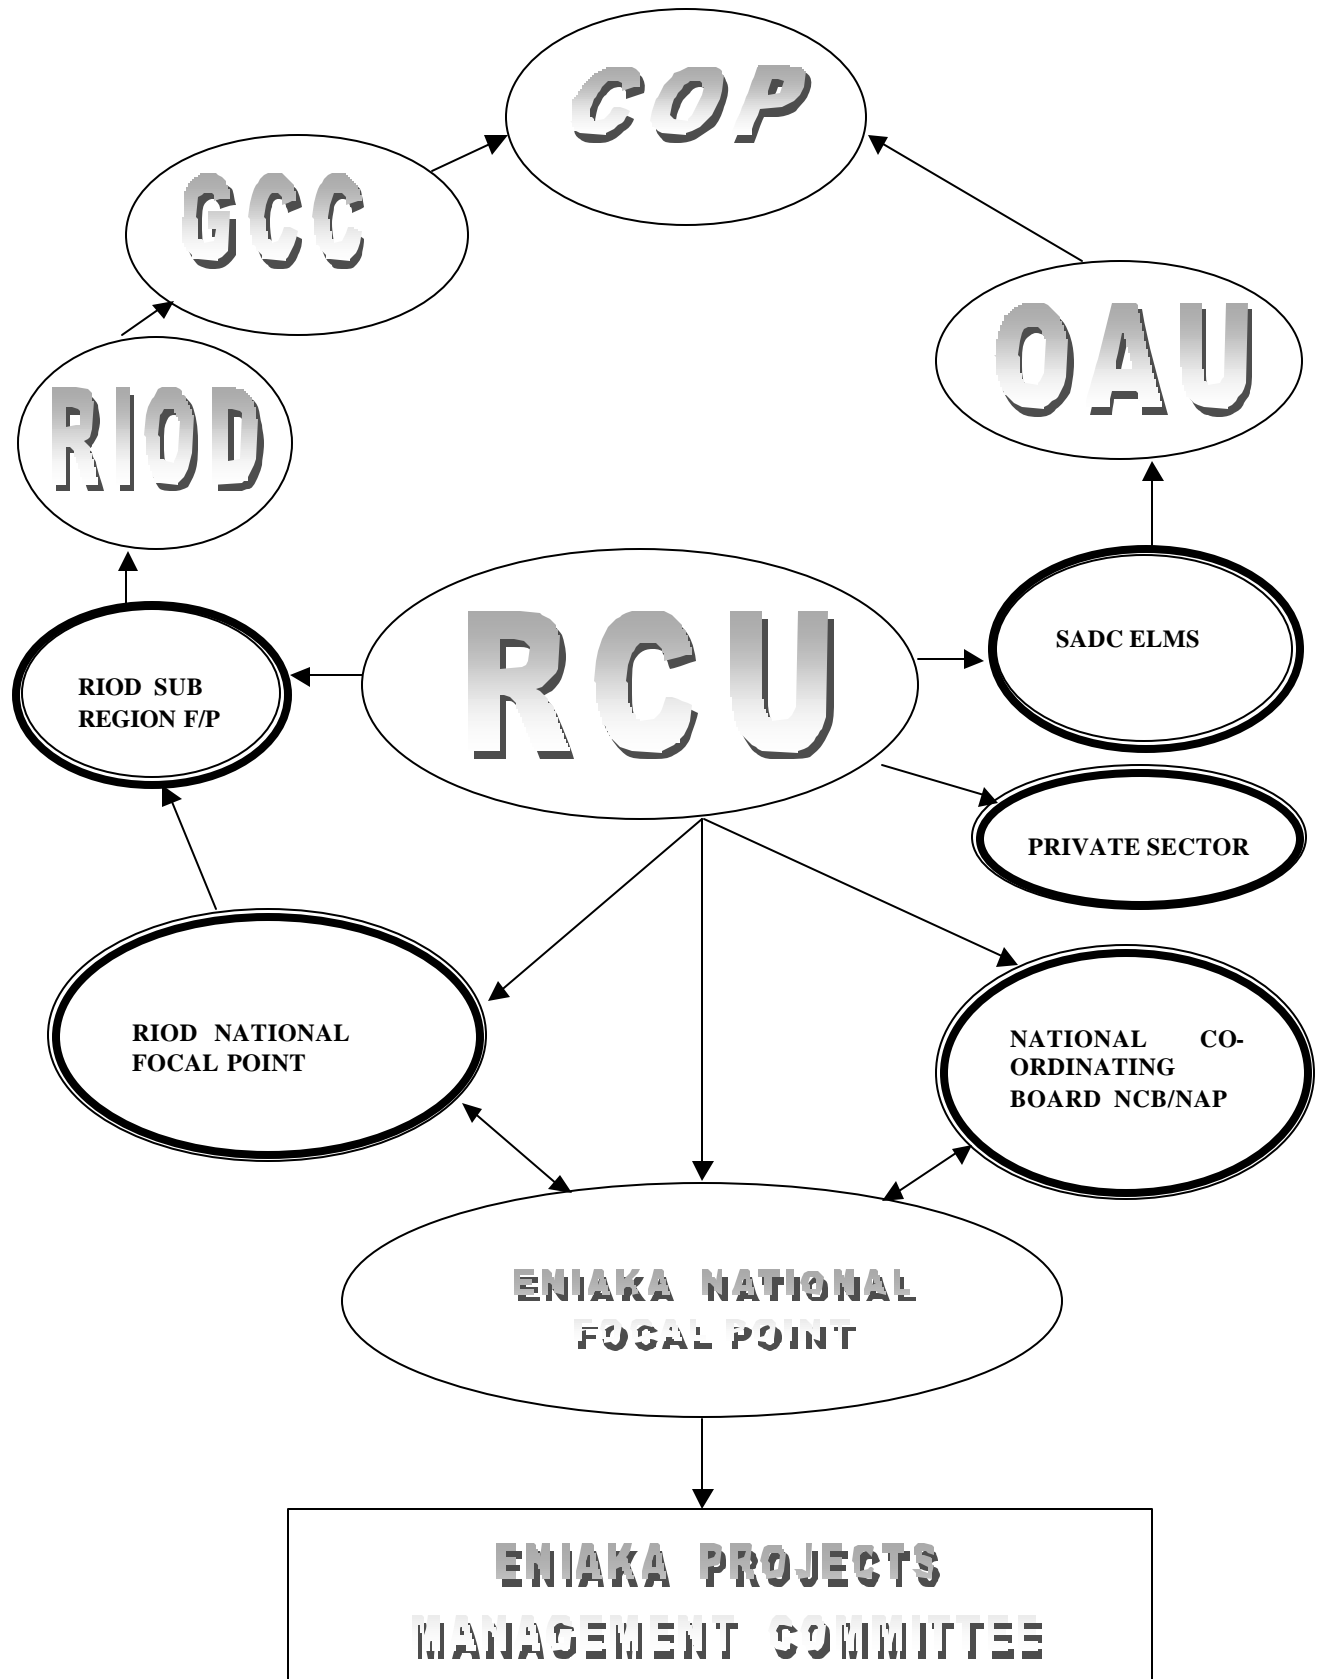 COP
GCC
OAU
RIOD
RCU
SADC ELMS
RIOD SUB
REGION F/P
PRIVATE SECTOR
RIOD NATIONAL
FOCAL POINT
NATIONAL CO-
ORDINATING
BOARD NCB/NAP
ENIAKA NATIONAL
FOCAL POINT
ENIAKA PROJECTS
MANAGEMENT COMMITTEE